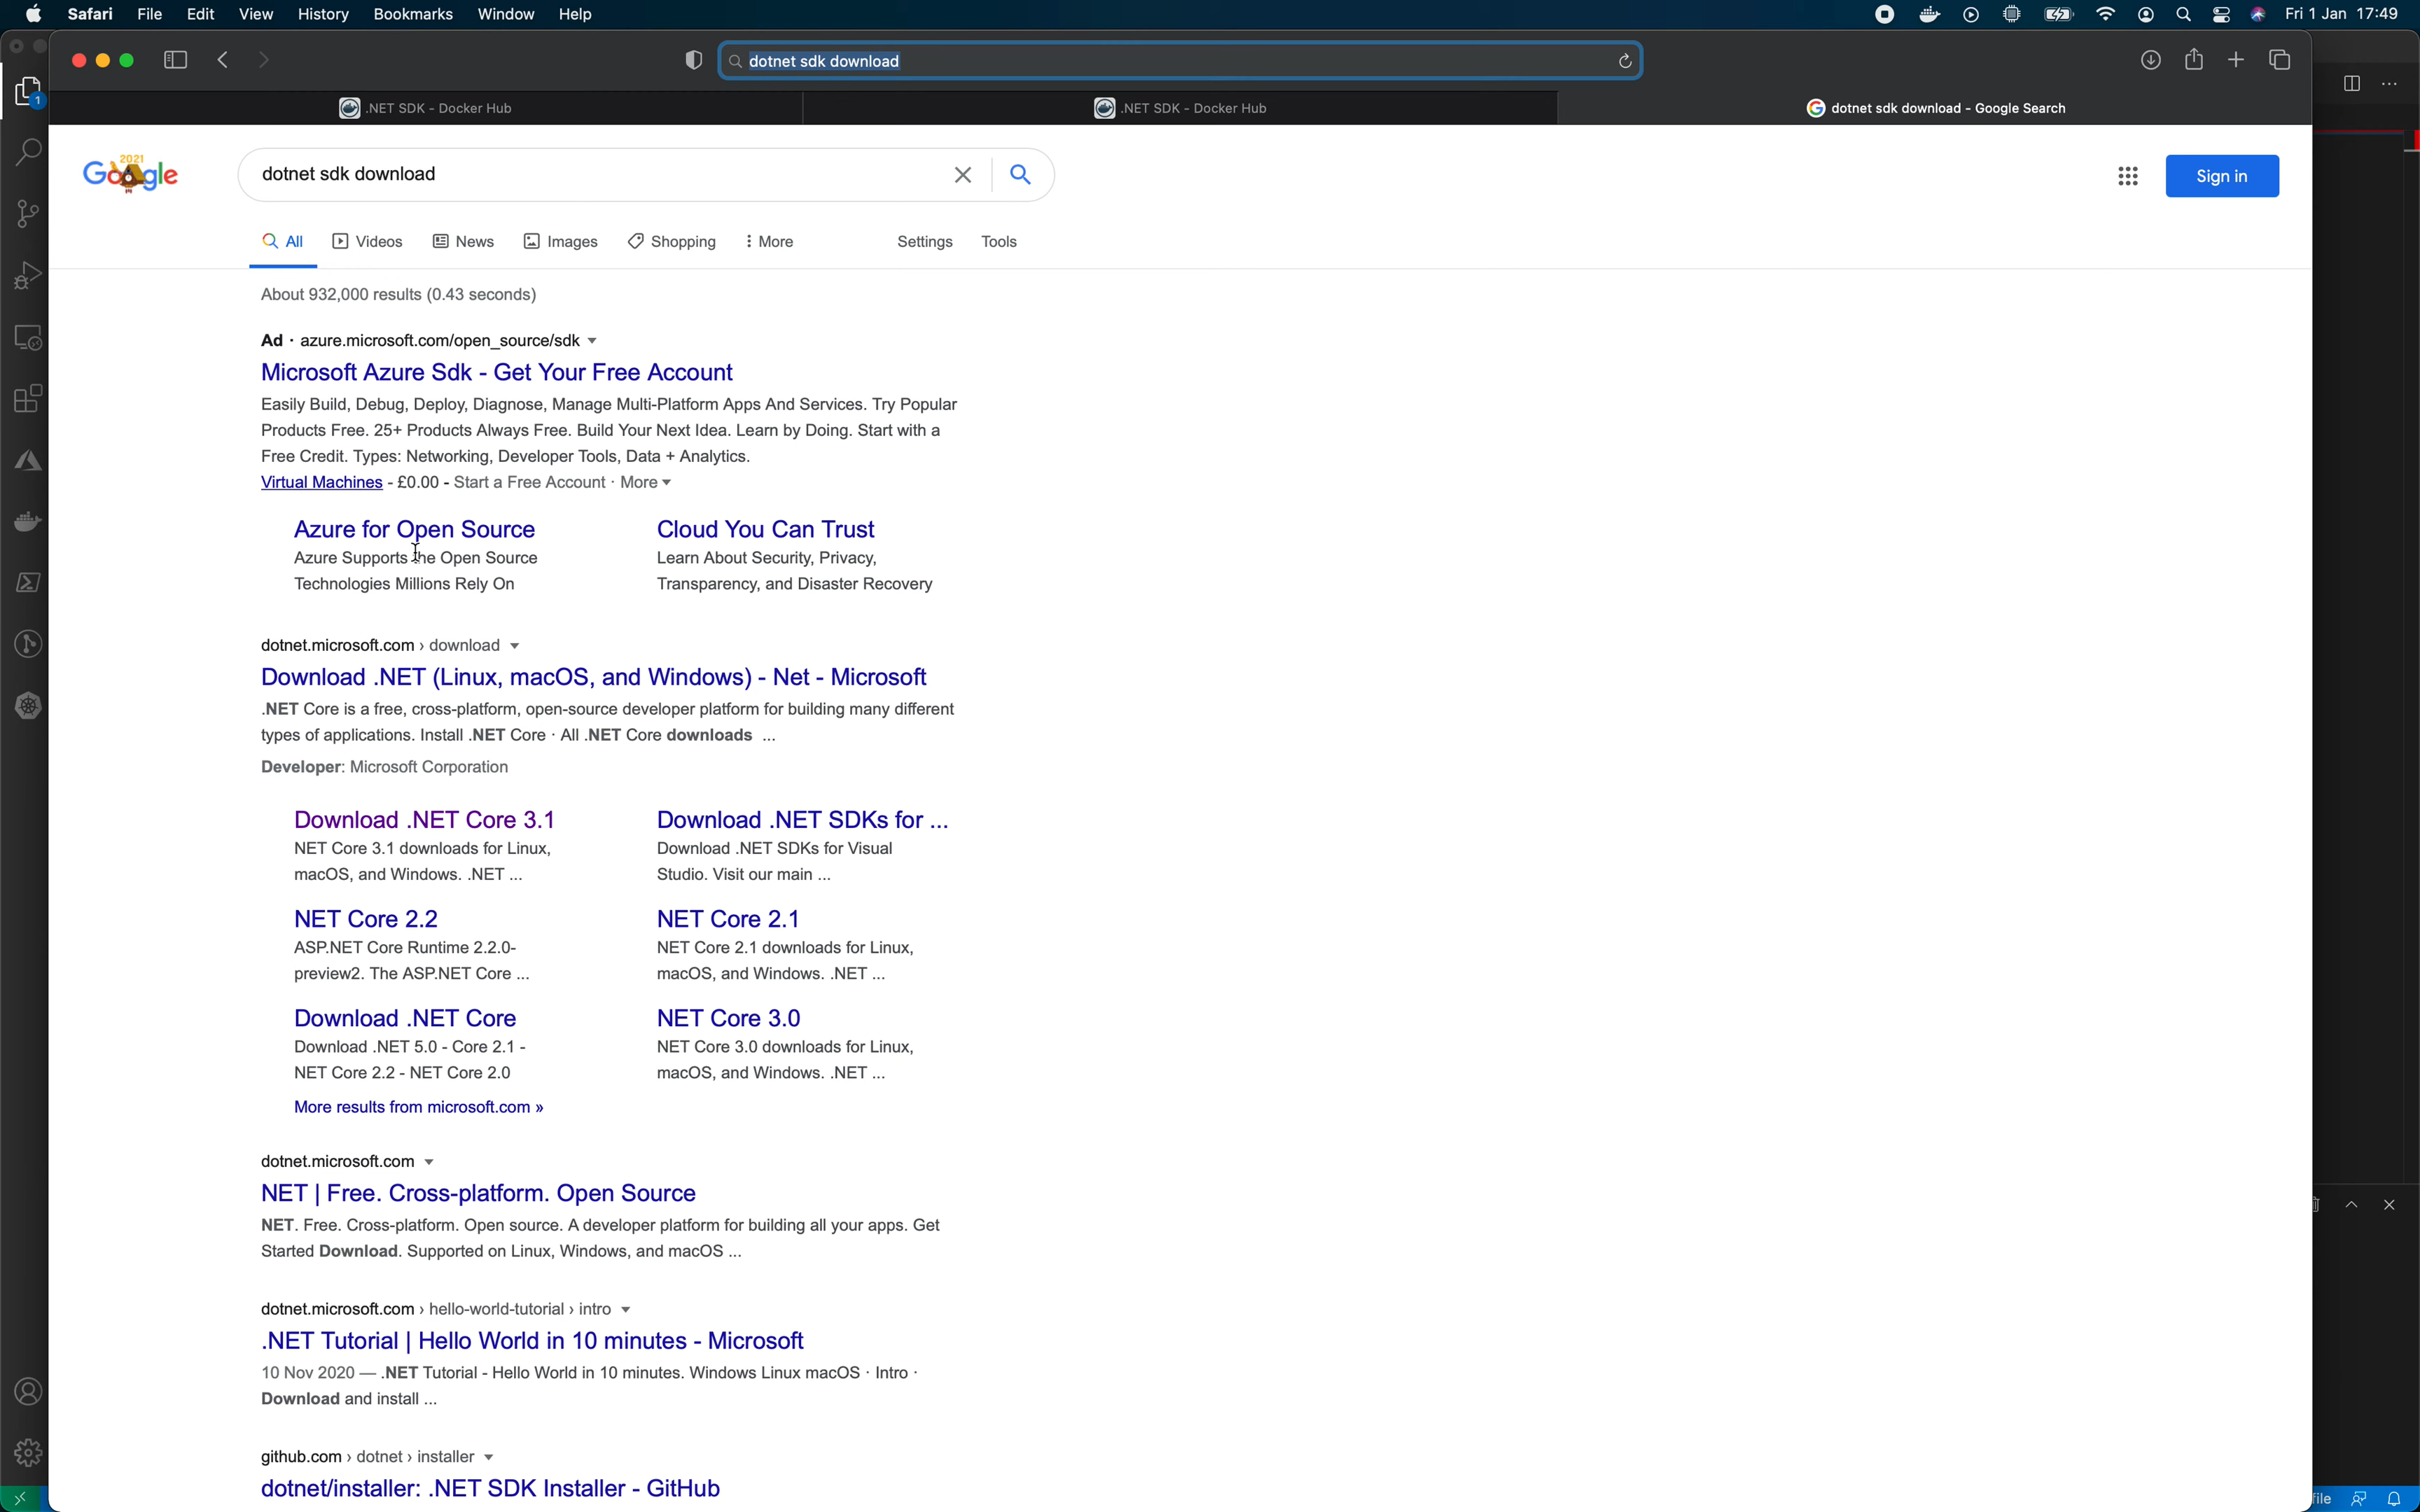 Safari File Edit View History Bookmarks Window Help Fri 1 Jan 17:49
dotnet sdk download
1
.NET SDK - Docker Hub
.NET SDK - Docker Hub
dotnet sdk download - Google Search
2021
Google
dotnet sdk download
Sign in
All Videos News Images Shopping More Settings Tools
About 932,000 results (0.43 seconds)
Ad · azure.microsoft.com/open_source/sdk
Microsoft Azure Sdk - Get Your Free Account
Easily Build, Debug, Deploy, Diagnose, Manage Multi-Platform Apps And Services. Try Popular
Products Free. 25+ Products Always Free. Build Your Next Idea. Learn by Doing. Start with a
Free Credit. Types: Networking, Developer Tools, Data + Analytics.
Virtual Machines - £0.00 - Start a Free Account · More
Azure for Open Source
Azure Supports the Open Source
Technologies Millions Rely On
Cloud You Can Trust
Learn About Security, Privacy,
Transparency, and Disaster Recovery
dotnet.microsoft.com › download
Download .NET (Linux, macOS, and Windows) - Net - Microsoft
.NET Core is a free, cross-platform, open-source developer platform for building many different
types of applications. Install .NET Core · All .NET Core downloads ...
Developer: Microsoft Corporation
Download .NET Core 3.1
NET Core 3.1 downloads for Linux,
macOS, and Windows. .NET ...
Download .NET SDKs for ...
Download .NET SDKs for Visual
Studio. Visit our main ...
NET Core 2.2
ASP.NET Core Runtime 2.2.0-
preview2. The ASP.NET Core ...
NET Core 2.1
NET Core 2.1 downloads for Linux,
macOS, and Windows. .NET ...
Download .NET Core
Download .NET 5.0 - Core 2.1 -
NET Core 2.2 - NET Core 2.0
NET Core 3.0
NET Core 3.0 downloads for Linux,
macOS, and Windows. .NET ...
More results from microsoft.com »
dotnet.microsoft.com
NET | Free. Cross-platform. Open Source
NET. Free. Cross-platform. Open source. A developer platform for building all your apps. Get
Started Download. Supported on Linux, Windows, and macOS ...
dotnet.microsoft.com › hello-world-tutorial › intro
.NET Tutorial | Hello World in 10 minutes - Microsoft
10 Nov 2020 — .NET Tutorial - Hello World in 10 minutes. Windows Linux macOS · Intro ·
Download and install ...
github.com › dotnet › installer
dotnet/installer: .NET SDK Installer - GitHub
file